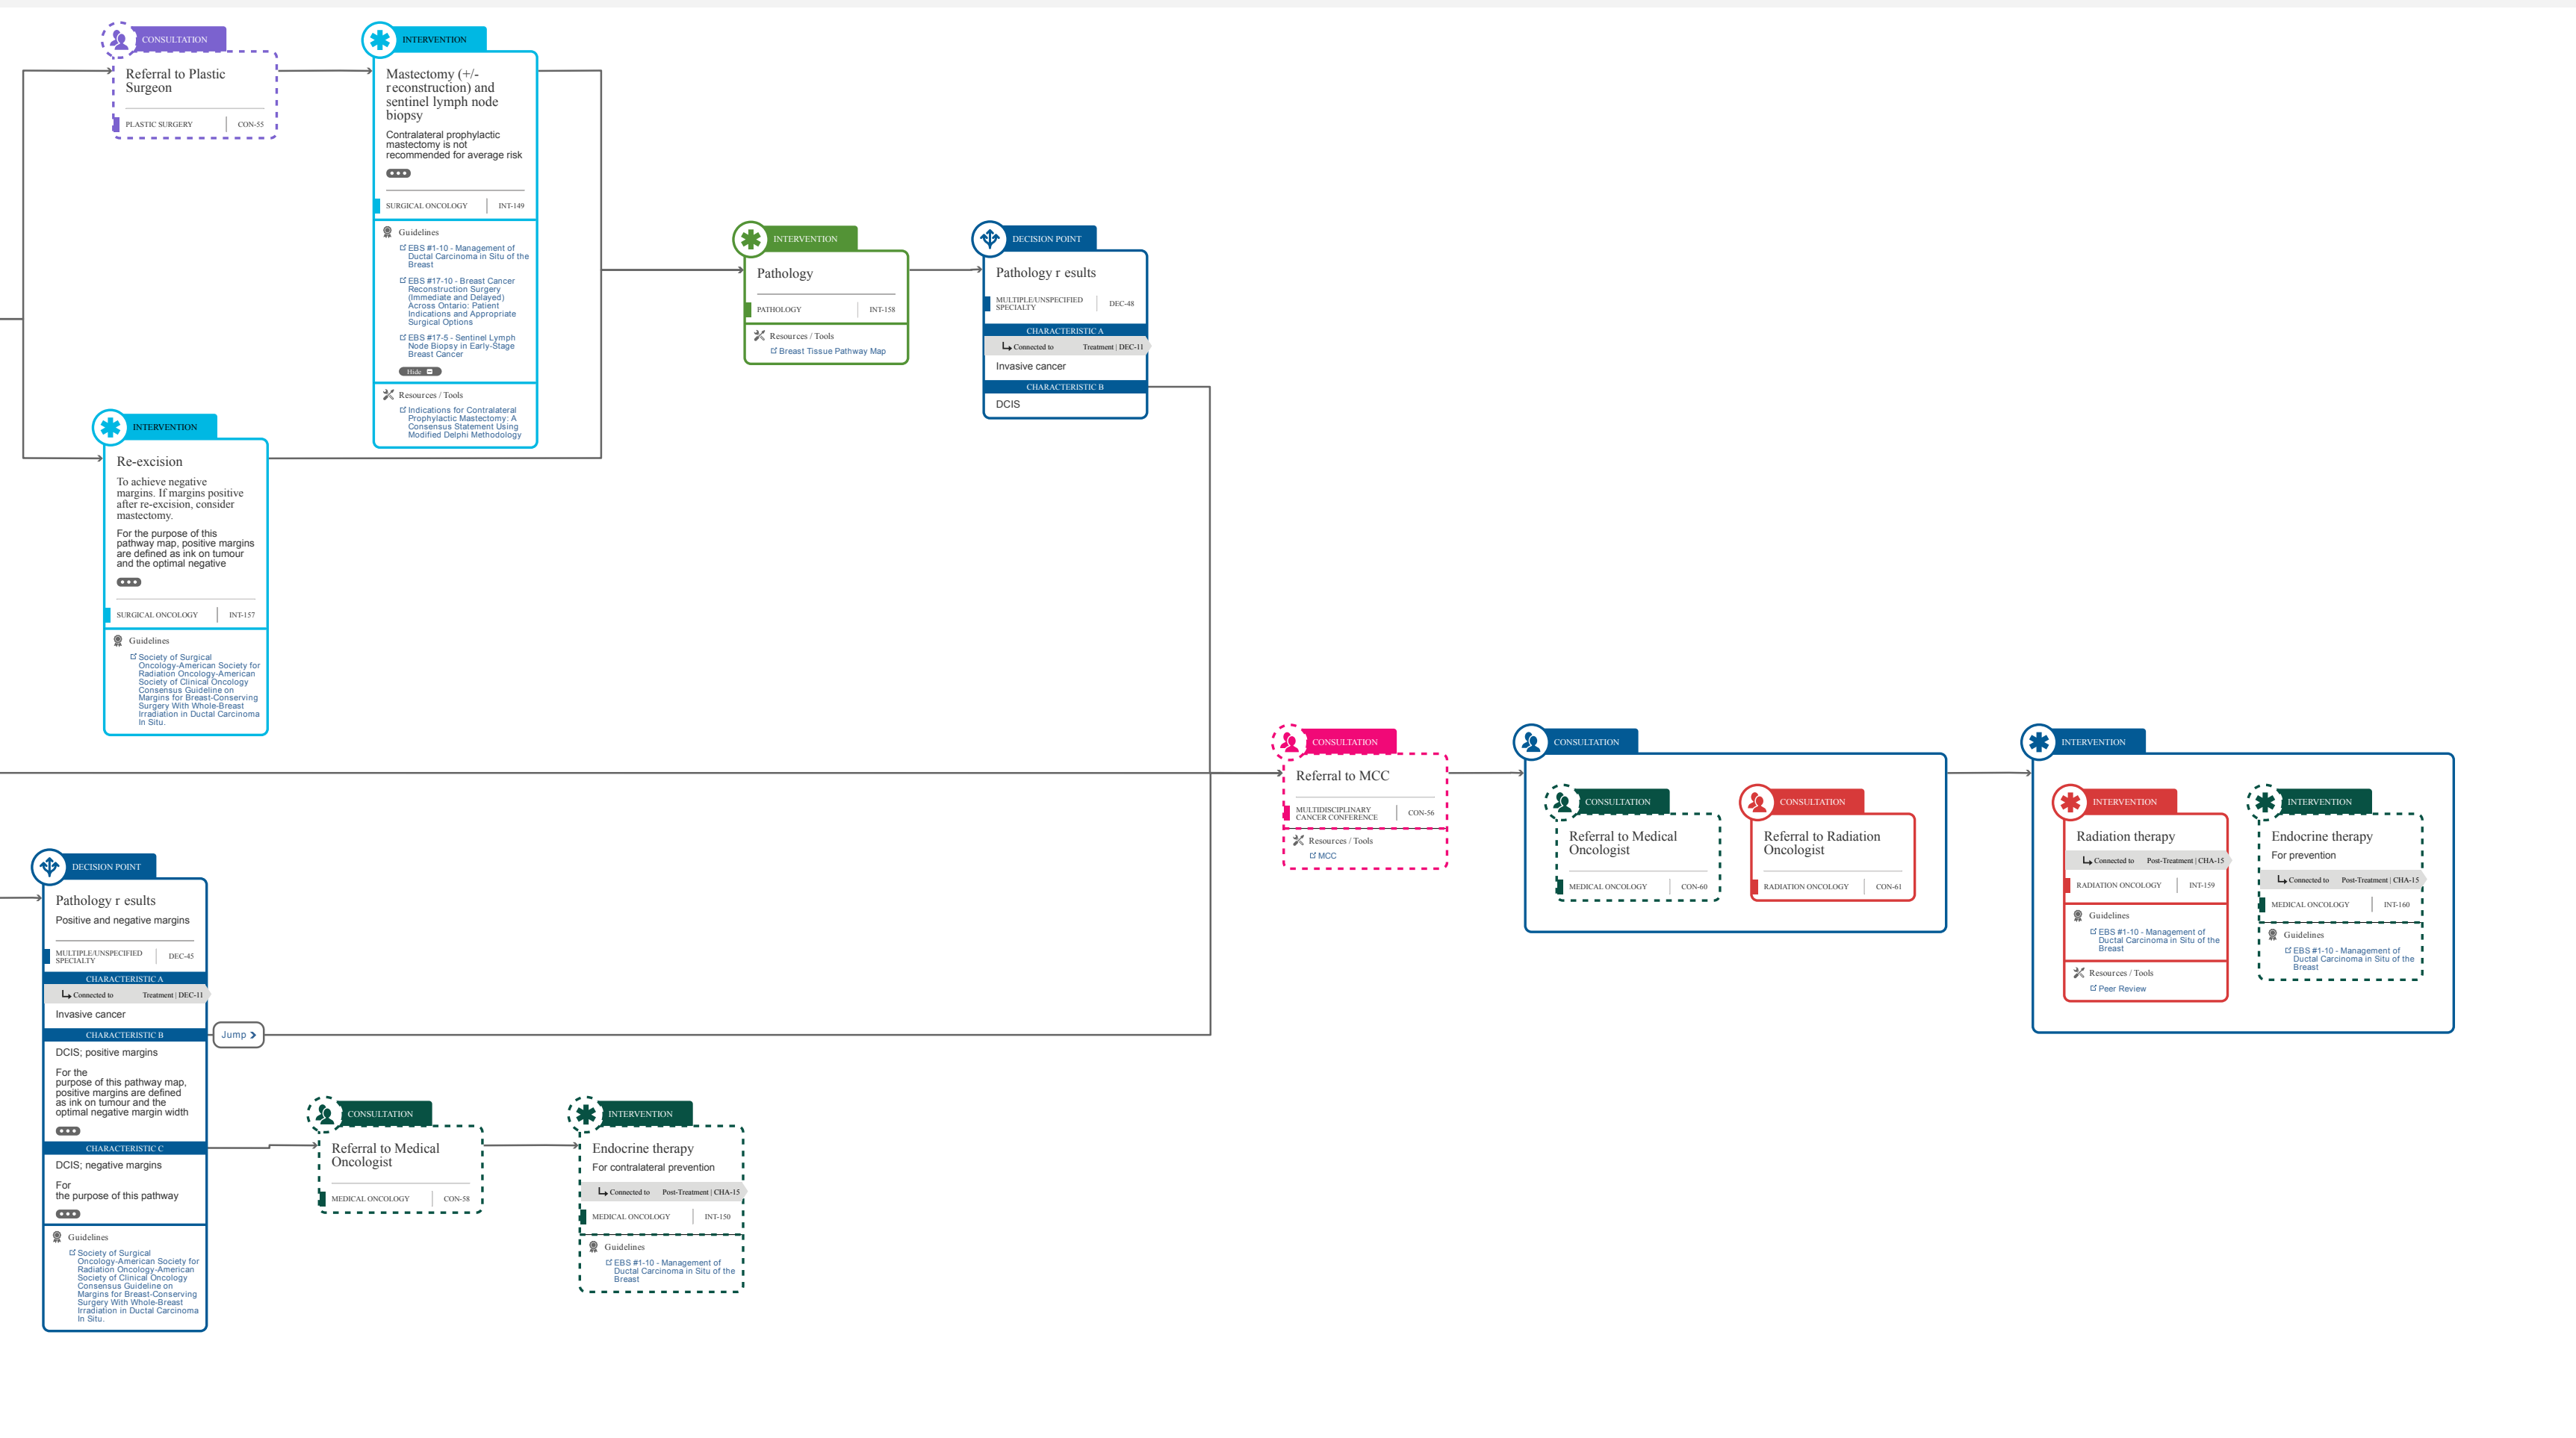 CONSULTATION
Referral to Plastic
Surgeon
PLASTIC SURGERY
CON-55
INTERVENTION
Mastectomy (+/-
reconstruction) and
sentinel lymph node
biopsy
Contralateral prophylactic
mastectomy is not
recommended for average risk
SURGICAL ONCOLOGY
INT-149
Guidelines
EBS #1-10 - Management of
Ductal Carcinoma in Situ of the
Breast
EBS #17-10 - Breast Cancer
Reconstruction Surgery
(Immediate and Delayed)
Across Ontario: Patient
Indications and Appropriate
Surgical Options
EBS #17-5 - Sentinel Lymph
Node Biopsy in Early-Stage
Breast Cancer
Hide
Resources / Tools
Indications for Contralateral
Prophylactic Mastectomy: A
Consensus Statement Using
Modified Delphi Methodology
INTERVENTION
Re-excision
To achieve negative
margins. If margins positive
after re-excision, consider
mastectomy.
For the purpose of this
pathway map, positive margins
are defined as ink on tumour
and the optimal negative
SURGICAL ONCOLOGY
INT-157
Guidelines
Society of Surgical
Oncology-American Society for
Radiation Oncology-American
Society of Clinical Oncology
Consensus Guideline on
Margins for Breast-Conserving
Surgery With Whole-Breast
Irradiation in Ductal Carcinoma
In Situ.
INTERVENTION
Pathology
PATHOLOGY
INT-158
Resources / Tools
Breast Tissue Pathway Map
DECISION POINT
Pathology r esults
MULTIPLE/UNSPECIFIED
SPECIALTY
DEC-48
CHARACTERISTIC A
Connected to
Treatment | DEC-11
Invasive cancer
CHARACTERISTIC B
DCIS
CONSULTATION
Referral to MCC
MULTIDISCIPLINARY
CANCER CONFERENCE
CON-56
Resources / Tools
MCC
CONSULTATION
CONSULTATION
Referral to Medical
Oncologist
MEDICAL ONCOLOGY
CON-60
CONSULTATION
Referral to Radiation
Oncologist
RADIATION ONCOLOGY
CON-61
INTERVENTION
INTERVENTION
Radiation therapy
Connected to
Post-Treatment | CHA-15
RADIATION ONCOLOGY
INT-159
Guidelines
EBS #1-10 - Management of
Ductal Carcinoma in Situ of the
Breast
Resources / Tools
Peer Review
INTERVENTION
Endocrine therapy
For prevention
Connected to
Post-Treatment | CHA-15
MEDICAL ONCOLOGY
INT-160
Guidelines
EBS #1-10 - Management of
Ductal Carcinoma in Situ of the
Breast
DECISION POINT
Pathology r esults
Positive and negative margins
MULTIPLE/UNSPECIFIED
SPECIALTY
DEC-45
CHARACTERISTIC A
Connected to
Treatment | DEC-11
Invasive cancer
CHARACTERISTIC B
Jump
DCIS; positive margins
For the
purpose of this pathway map,
positive margins are defined
as ink on tumour and the
optimal negative margin width
CHARACTERISTIC C
DCIS; negative margins
For
the purpose of this pathway
Guidelines
Society of Surgical
Oncology-American Society for
Radiation Oncology-American
Society of Clinical Oncology
Consensus Guideline on
Margins for Breast-Conserving
Surgery With Whole-Breast
Irradiation in Ductal Carcinoma
In Situ.
CONSULTATION
Referral to Medical
Oncologist
MEDICAL ONCOLOGY
CON-58
INTERVENTION
Endocrine therapy
For contralateral prevention
Connected to
Post-Treatment | CHA-15
MEDICAL ONCOLOGY
INT-150
Guidelines
EBS #1-10 - Management of
Ductal Carcinoma in Situ of the
Breast